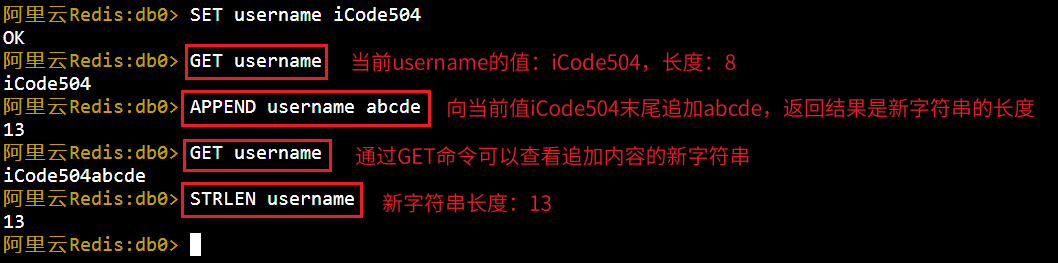 阿里云Redis:db0> SET username iCode504
OK
阿里云Redis:db0> GET username 当前username的值：iCode504，长度：8
iCode504
阿里云Redis:db0> APPEND username abcde 向当前值iCode504末尾追加abcde，返回结果是新字符串的长度
13
阿里云Redis:db0> GET username 通过GET命令可以查看追加内容的新字符串
iCode504abcde
阿里云Redis:db0> STRLEN username 新字符串长度：13
13
阿里云Redis:db0>